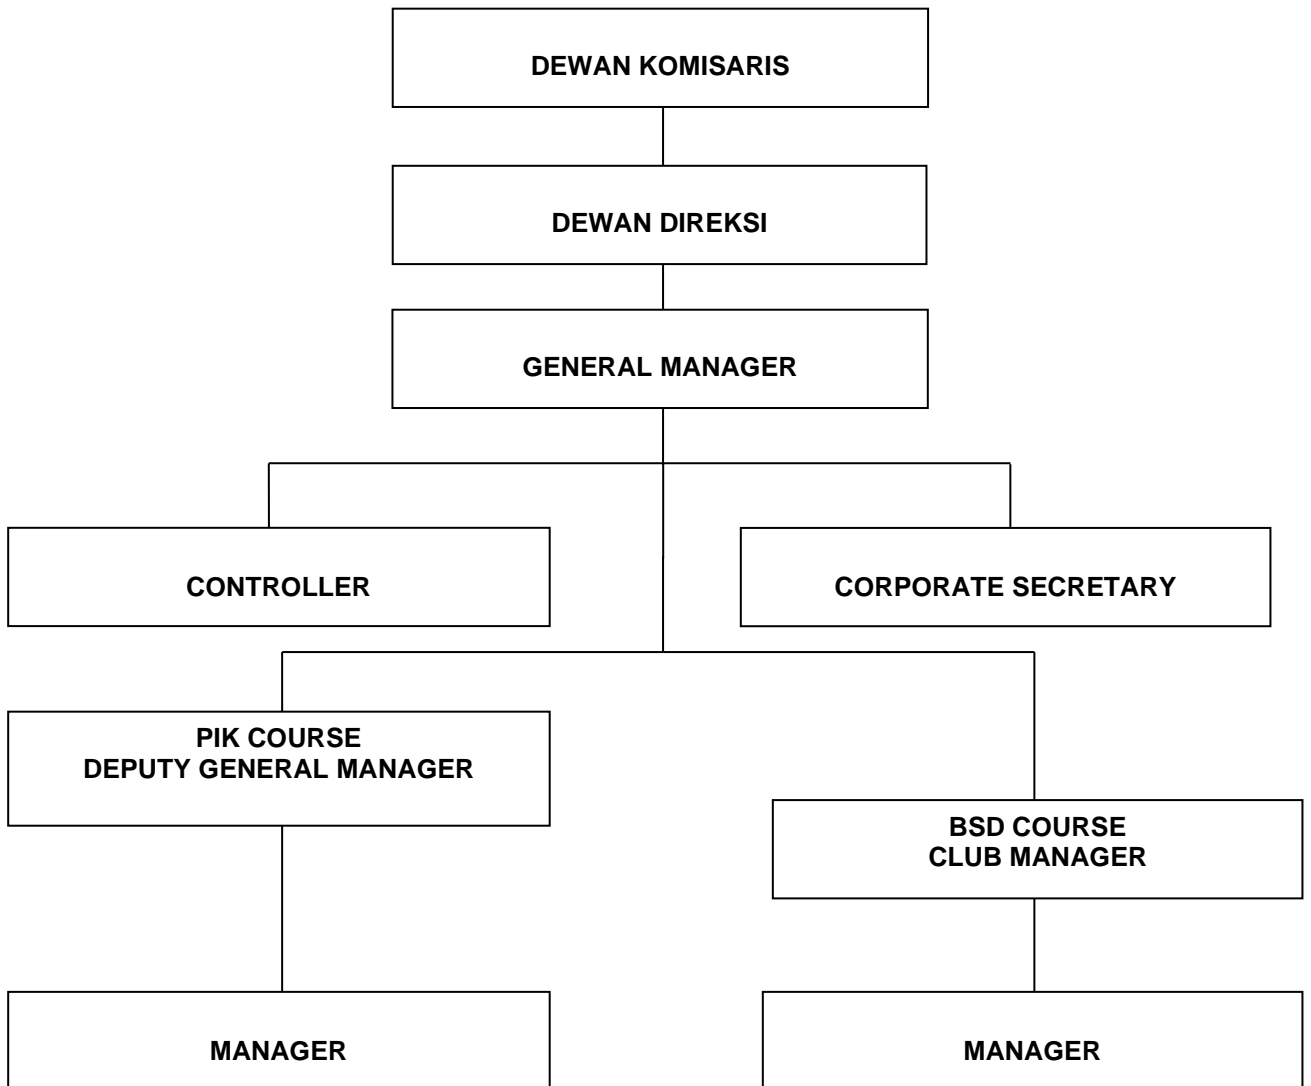 DEWAN KOMISARIS
DEWAN DIREKSI
GENERAL MANAGER
CONTROLLER
CORPORATE SECRETARY
PIK COURSE
DEPUTY GENERAL MANAGER
BSD COURSE
CLUB MANAGER
MANAGER
MANAGER